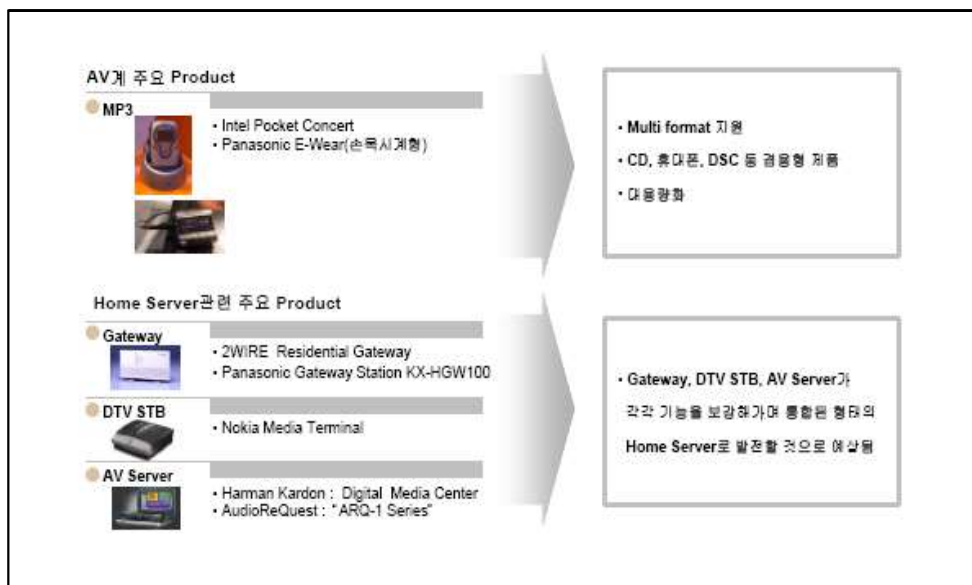 AV계 주요 Product
MP3
• Intel Pocket Concert
• Panasonic E-Wear(손목시계형)
• Multi format 지원
• CD, 휴대폰, DSC 등 겸용형 제품
• 대용량화
Home Server관련 주요 Product
Gateway
• 2WIRE Residential Gateway
• Panasonic Gateway Station KX-HGW100
DTV STB
• Nokia Media Terminal
AV Server
• Harman Kardon : Digital Media Center
• AudioReQuest : "ARQ-1 Series"
• Gateway, DTV STB, AV Server가
각각 기능을 보강해가며 통합된 형태의
Home Server로 발전할 것으로 예상됨